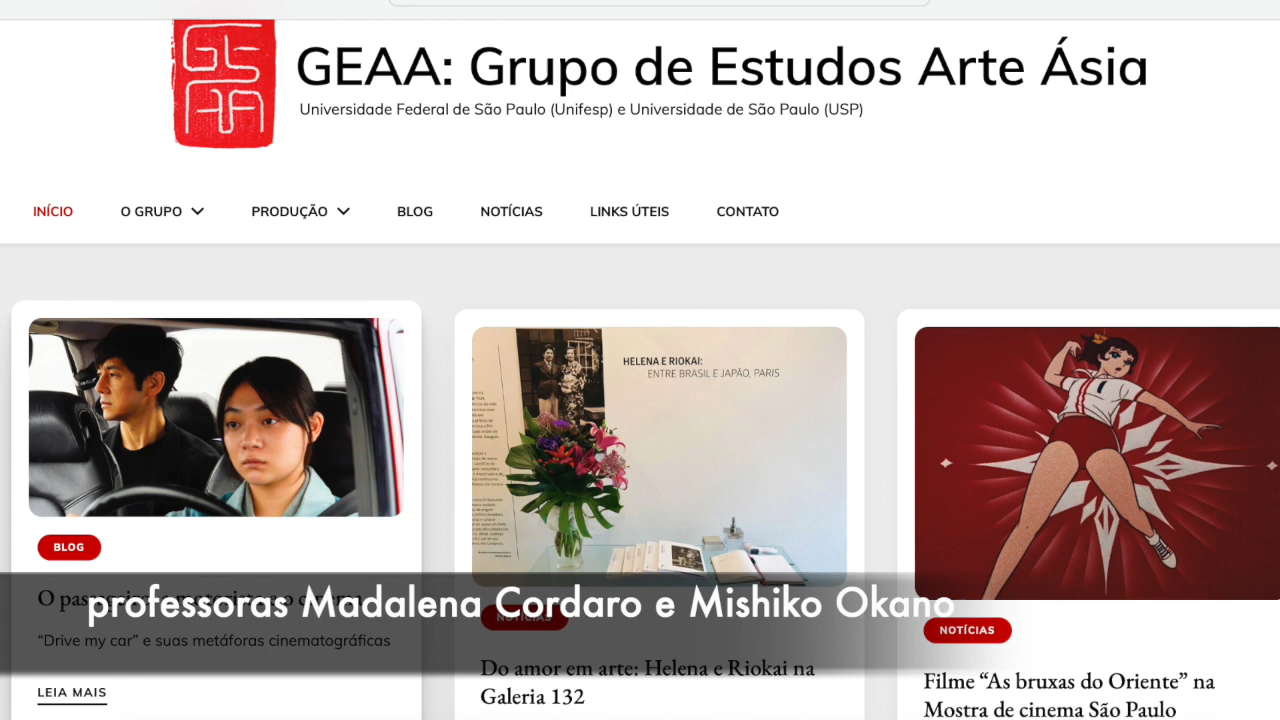 GEAA: Grupo de Estudos Arte Ásia
Universidade Federal de São Paulo (Unifesp) e Universidade de São Paulo (USP)
INÍCIO
O GRUPO
PRODUÇÃO
BLOG
NOTÍCIAS
LINKS ÚTEIS
CONTATO
BLOG
“Drive my car” e suas metáforas cinematográficas
LEIA MAIS
HELENA E RIOKAI:
ENTRE BRASIL E JAPÃO, PARIS
NOTÍCIAS
Do amor em arte: Helena e Riokai na
Galeria 132
NOTÍCIAS
Filme “As bruxas do Oriente” na
Mostra de cinema São Paulo
professoras Madalena Cordaro e Mishiko Okano